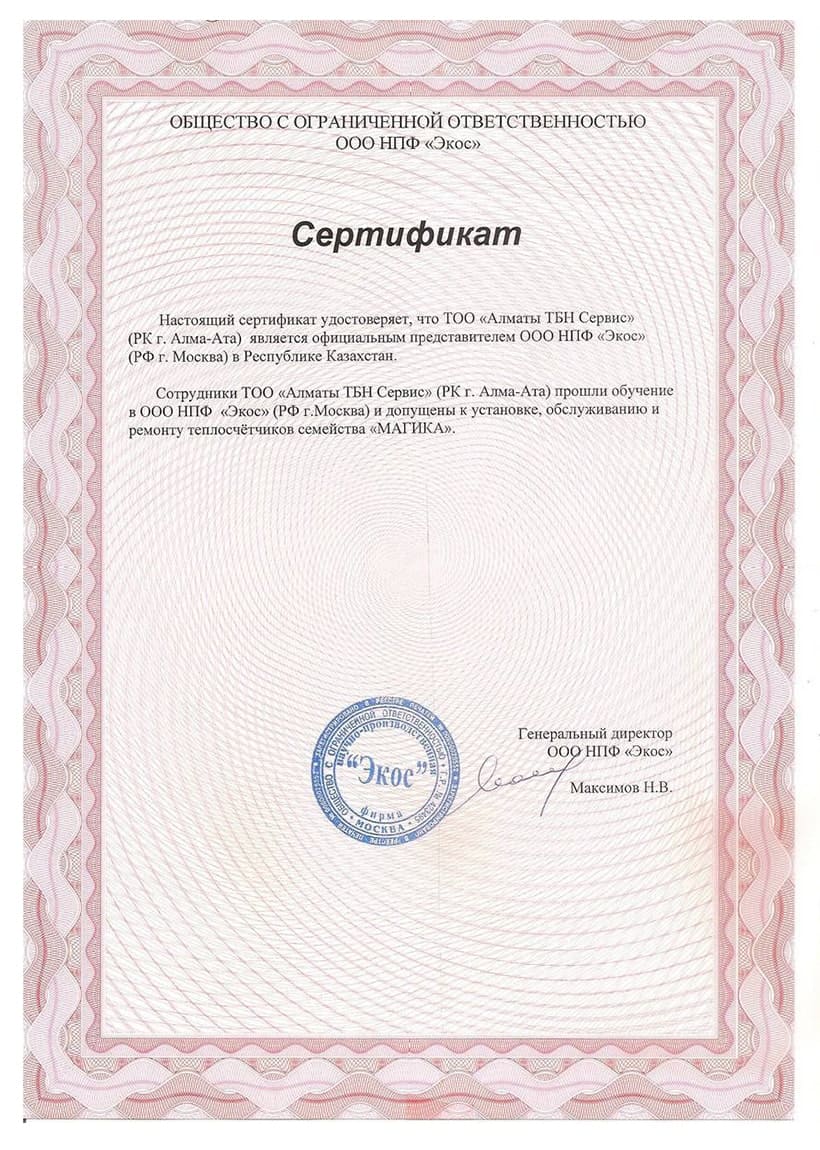 ОБЩЕСТВО С ОГРАНИЧЕННОЙ ОТВЕТСТВЕННОСТЬЮ
ООО НПФ «Экос»
Сертификат
Настоящий сертификат удостоверяет, что ТОО «Алматы ТБН Сервис»
(РК г. Алма-Ата) является официальным представителем ООО НПФ «Экос»
(РФ г. Москва) в Республике Казахстан.
Сотрудники ТОО «Алматы ТБН Сервис» (РК г. Алма-Ата) прошли обучение
в ООО НПФ «Экос» (РФ г.Москва) и допущены к установке, обслуживанию и
ремонту теплосчётчиков семейства «МАГИКА».
Генеральный директор
ООО НПФ «Экос»
Максимов Н.В.
ОБЩЕСТВО С ОГРАНИЧЕННОЙ ОТВЕТСТВЕННОСТЬЮ
научно-производственная
"Экос"
фирма
* МОСКВА *